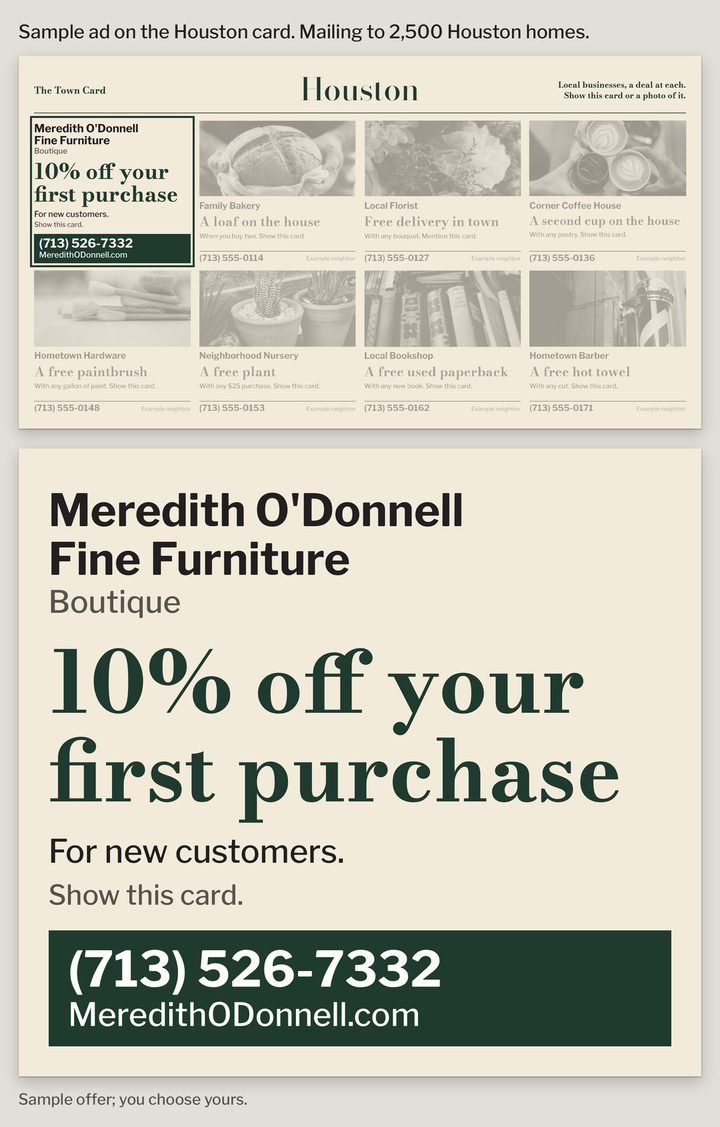 Sample ad on the Houston card. Mailing to 2,500 Houston homes.
The Town Card
Houston
Local businesses, a deal at each.
Show this card or a photo of it.
Meredith O'Donnell
Fine Furniture
Boutique
10% off your
first purchase
For new customers.
Show this card.
(713) 526-7332
MeredithODonnell.com
Family Bakery
A loaf on the house
When you buy two. Show this card.
(713) 555-0114
Example neighbor
Local Florist
Free delivery in town
With any bouquet. Mention this card.
(713) 555-0127
Example neighbor
Corner Coffee House
A second cup on the house
With any pastry. Show this card.
(713) 555-0136
Example neighbor
Hometown Hardware
A free paintbrush
With any gallon of paint. Show this card.
(713) 555-0148
Example neighbor
Neighborhood Nursery
A free plant
With any $25 purchase. Show this card.
(713) 555-0153
Example neighbor
Local Bookshop
A free used paperback
With any new book. Show this card.
(713) 555-0162
Example neighbor
Hometown Barber
A free hot towel
With any cut. Show this card.
(713) 555-0171
Example neighbor
Meredith O'Donnell
Fine Furniture
Boutique
10% off your
first purchase
For new customers.
Show this card.
(713) 526-7332
MeredithODonnell.com
Sample offer; you choose yours.